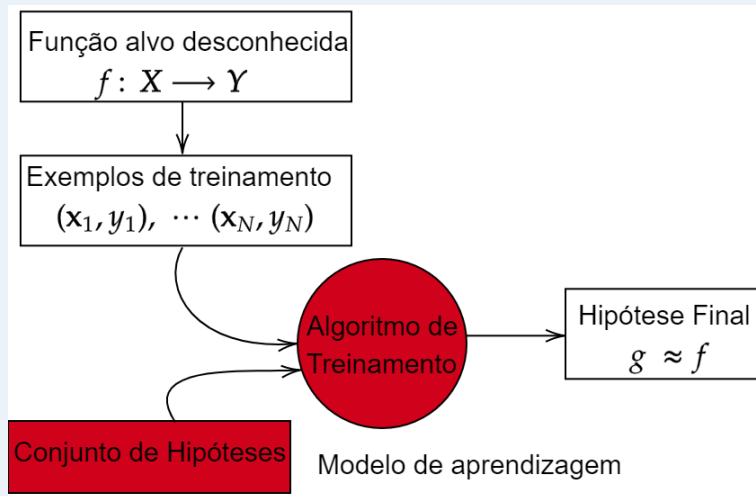 Função alvo desconhecida
f : X ⟶ Y
Exemplos de treinamento
(x₁, y₁), ⋯ (x_N, y_N)
Algoritmo de
Treinamento
Hipótese Final
g ≈ f
Conjunto de Hipóteses
Modelo de aprendizagem